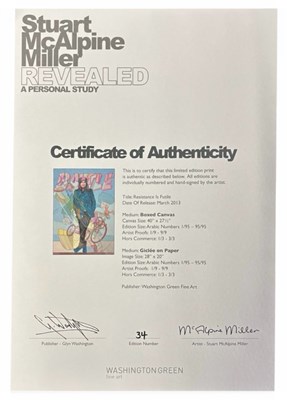 Stuart
McAlpine
Miller
REVEALED
A PERSONAL STUDY
Certificate of Authenticity
This is to certify that this limited edition print
is authentic as described below. All editions are
individually numbered and hand-signed by the artist.
Title: Resistance Is Futile
Date Of Release: March 2013
Medium: Boxed Canvas
Canvas Size: 40" x 27½"
Edition Size: Arabic Numbers 1/95 – 95/95
Artist Proofs: 1/9 - 9/9
Hors Commerce: 1/3 - 3/3
Medium: Giclée on Paper
Image Size: 28" x 20"
Edition Size: Arabic Numbers 1/95 – 95/95
Artist Proofs: 1/9 - 9/9
Hors Commerce: 1/3 - 3/3
Publisher: Washington Green Fine Art
34
McAlpine Miller
Publisher - Glyn Washington
Edition Number
Artist - Stuart McAlpine Miller
WASHINGTON GREEN
fine art